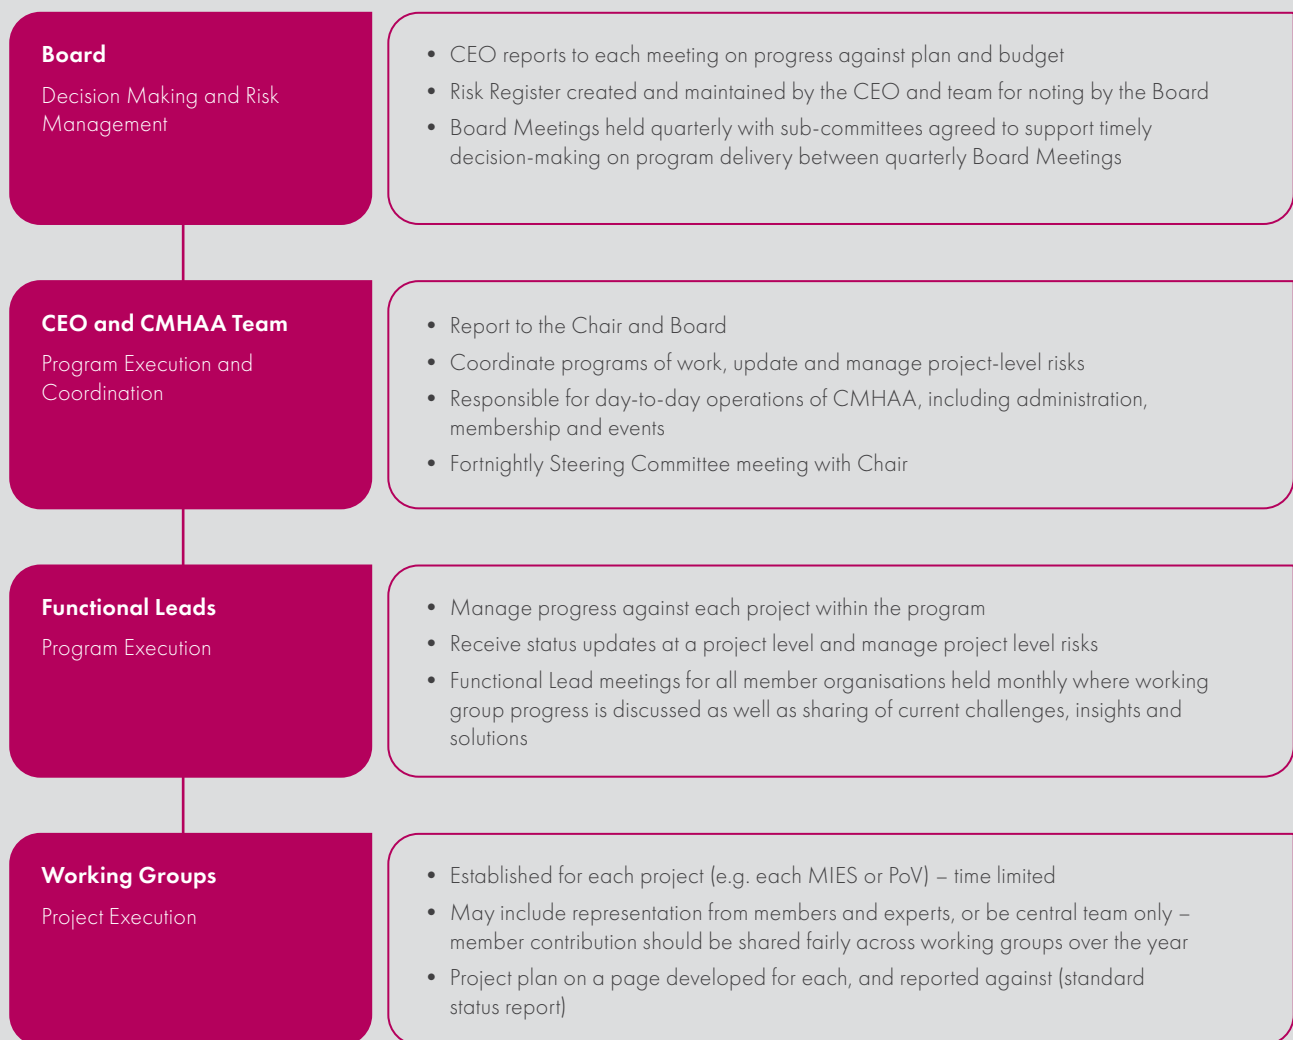 Board
Decision Making and Risk
Management
• CEO reports to each meeting on progress against plan and budget
• Risk Register created and maintained by the CEO and team for noting by the Board
• Board Meetings held quarterly with sub-committees agreed to support timely
decision-making on program delivery between quarterly Board Meetings
CEO and CMHAA Team
Program Execution and
Coordination
• Report to the Chair and Board
• Coordinate programs of work, update and manage project-level risks
• Responsible for day-to-day operations of CMHAA, including administration,
membership and events
• Fortnightly Steering Committee meeting with Chair
Functional Leads
Program Execution
• Manage progress against each project within the program
• Receive status updates at a project level and manage project level risks
• Functional Lead meetings for all member organisations held monthly where working
group progress is discussed as well as sharing of current challenges, insights and
solutions
Working Groups
Project Execution
• Established for each project (e.g. each MIES or PoV) – time limited
• May include representation from members and experts, or be central team only –
member contribution should be shared fairly across working groups over the year
• Project plan on a page developed for each, and reported against (standard
status report)